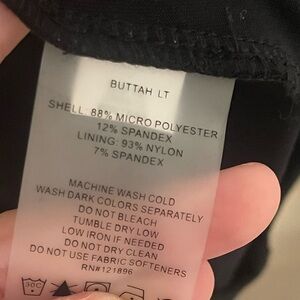 BUTTAH LT
SHELL: 88% MICRO POLYESTER
12% SPANDEX
LINING: 93% NYLON
7% SPANDEX
MACHINE WASH COLD
WASH DARK COLORS SEPARATELY
DO NOT BLEACH
TUMBLE DRY LOW
LOW IRON IF NEEDED
DO NOT DRY CLEAN
DO NOT USE FABRIC SOFTENERS
RN#121896
30C